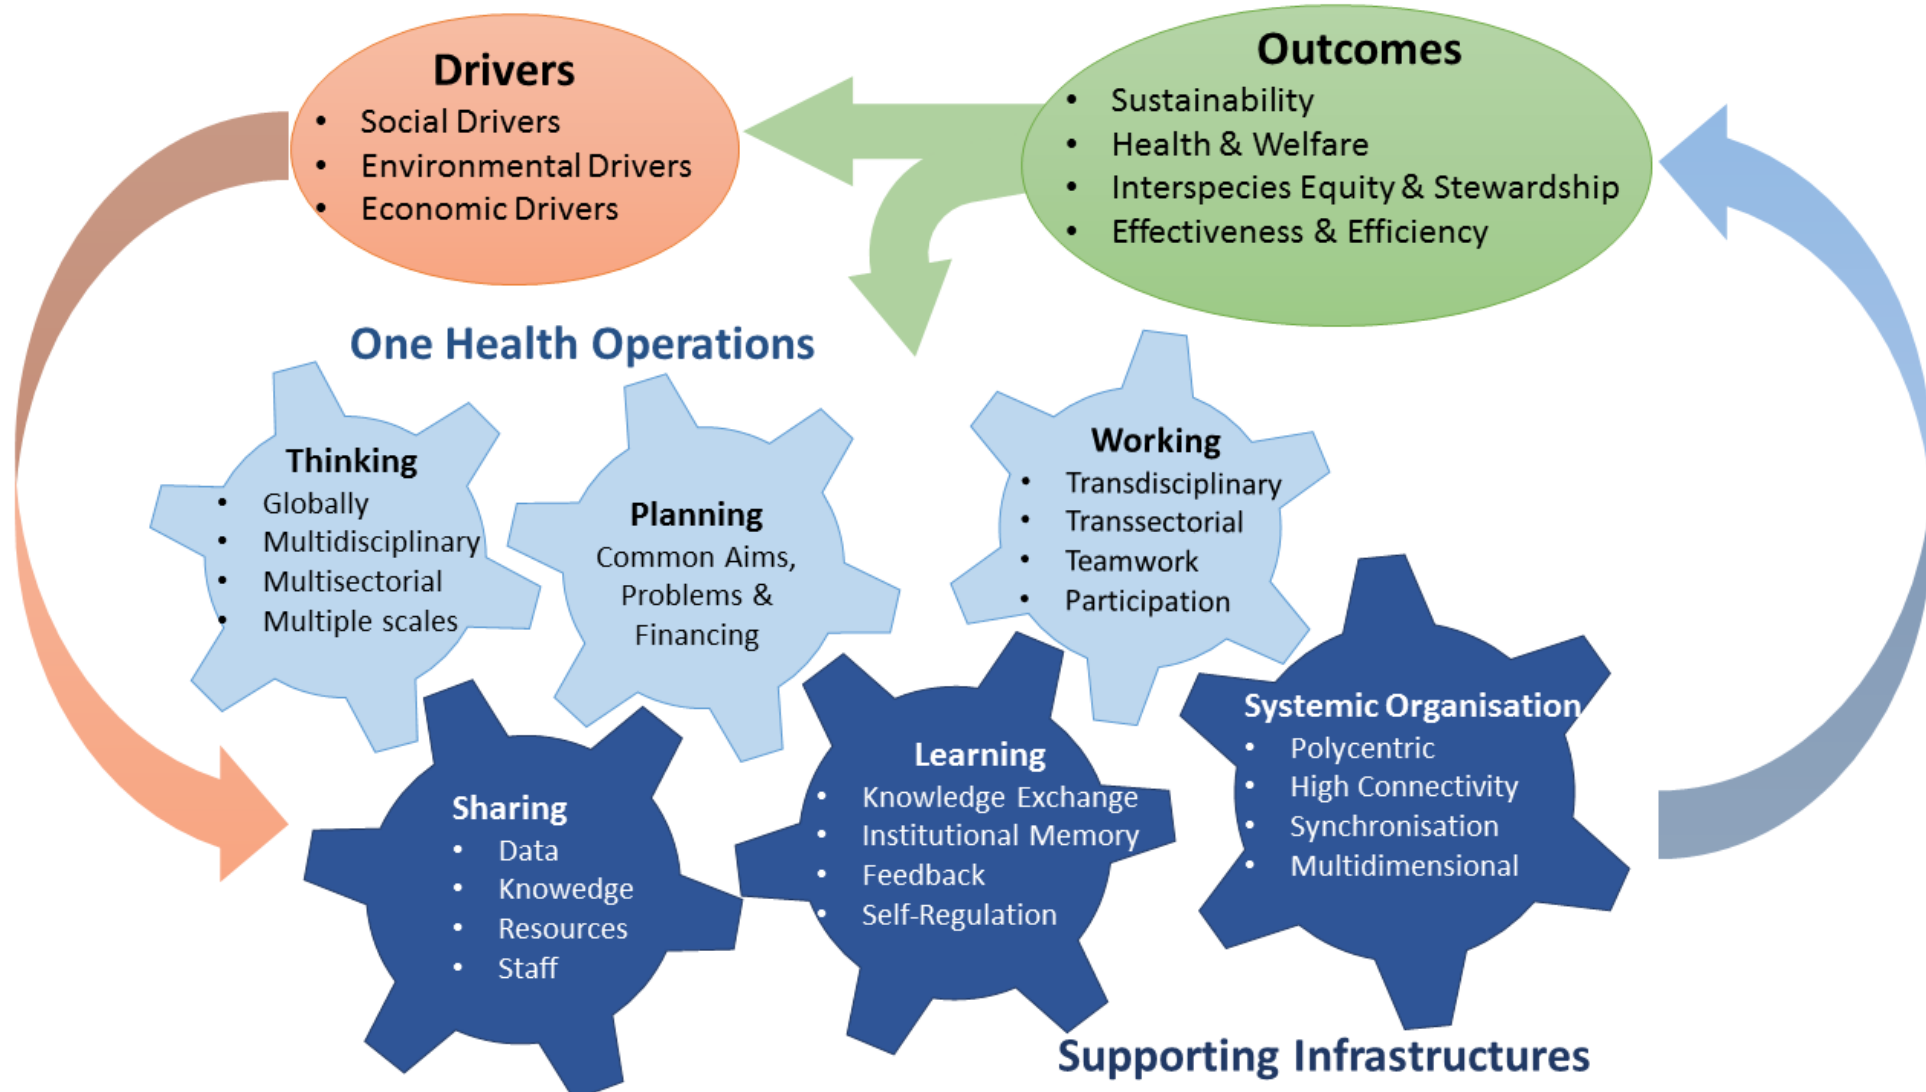 Drivers
• Social Drivers
• Environmental Drivers
• Economic Drivers
Outcomes
• Sustainability
• Health & Welfare
• Interspecies Equity & Stewardship
• Effectiveness & Efficiency
One Health Operations
Thinking
• Globally
• Multidisciplinary
• Multisectorial
• Multiple scales
Planning
Common Aims,
Problems &
Financing
Working
• Transdisciplinary
• Transsectorial
• Teamwork
• Participation
Sharing
• Data
• Knowedge
• Resources
• Staff
Learning
• Knowledge Exchange
• Institutional Memory
• Feedback
• Self-Regulation
Systemic Organisation
• Polycentric
• High Connectivity
• Synchronisation
• Multidimensional
Supporting Infrastructures